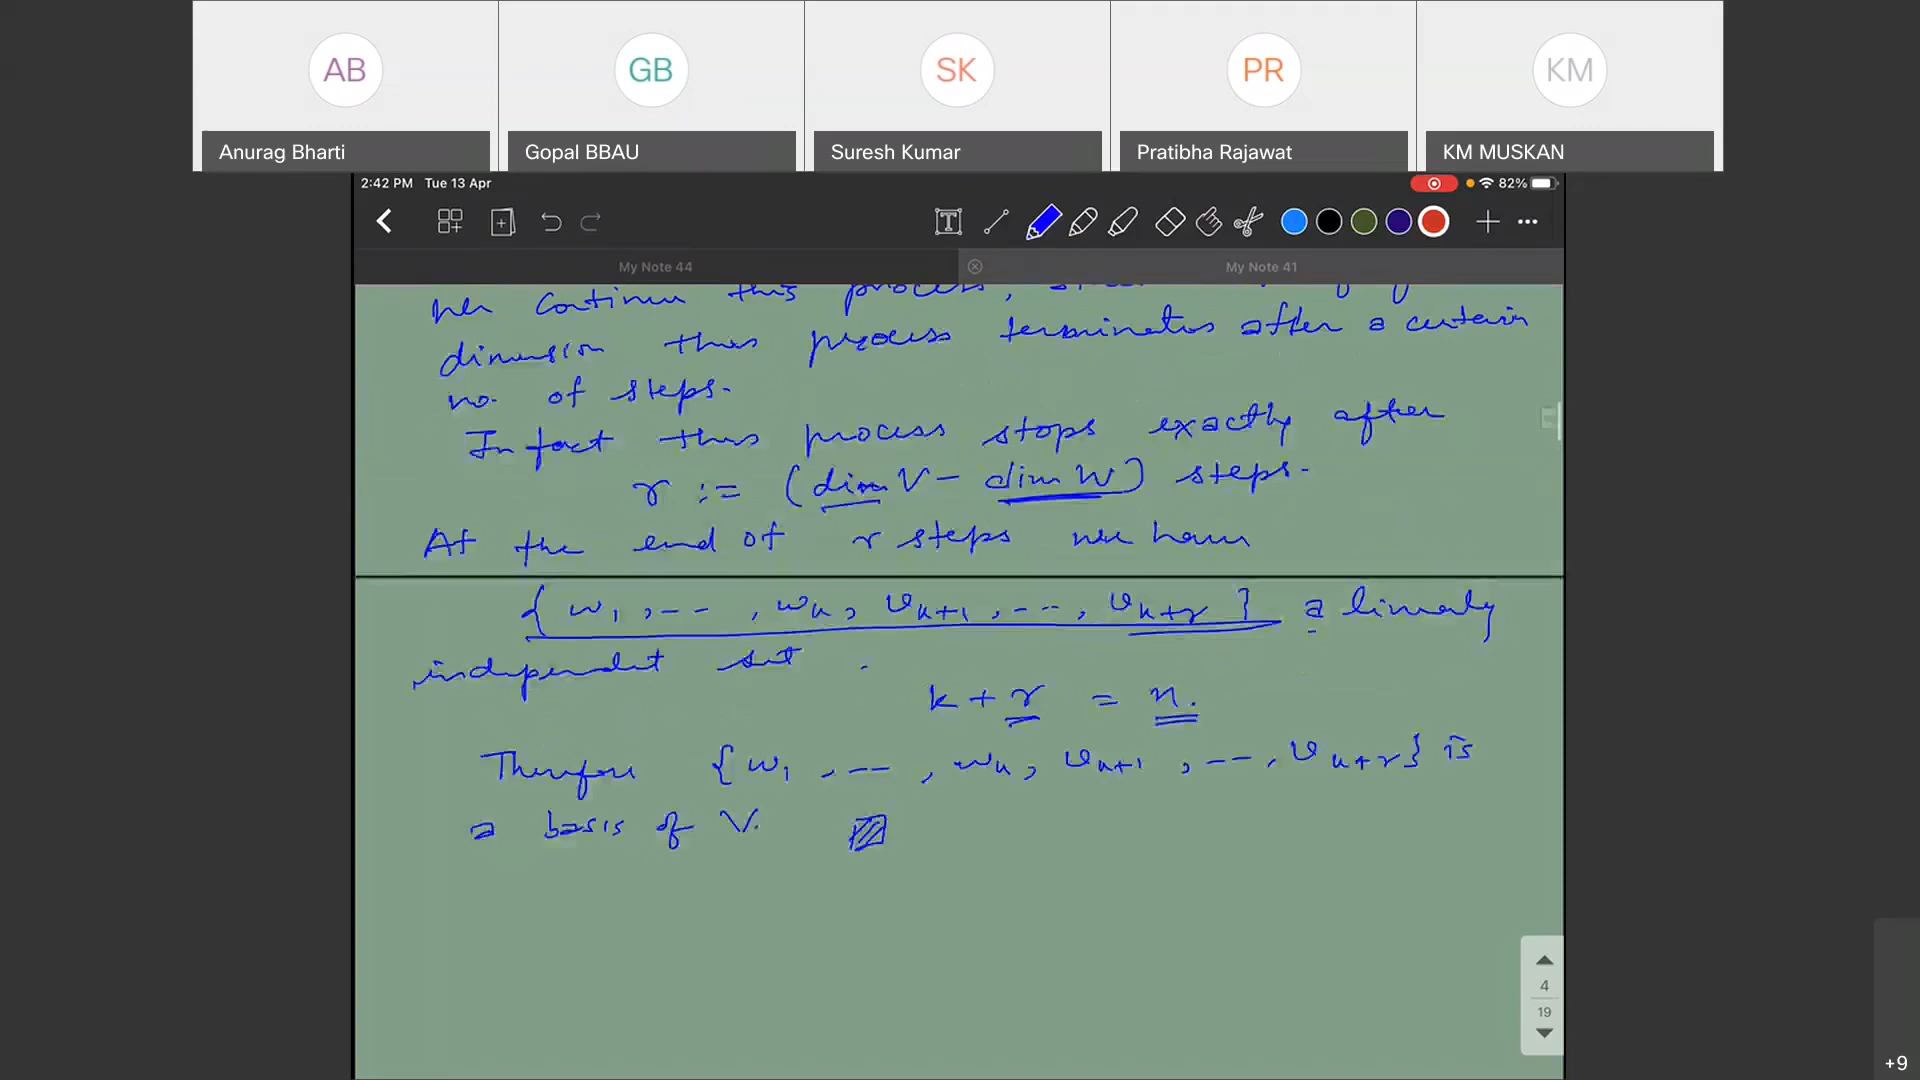 AB
GB
SK
PR
KM
Anurag Bharti
Gopal BBAU
Suresh Kumar
Pratibha Rajawat
KM MUSKAN
2:42 PM Tue 13 Apr
82%
T
My Note 44
My Note 41
continue this process,
dimension this process terminates after a certain
no. of steps.
In fact this process stops exactly after
r := (dim V - dim W) steps.
At the end of r steps we have
{ w1, --- , wk, vk+1, ---, vk+r } a linearly
independent set.
k + r = n.
Therefore {w1, --- , wk, vk+1, ---, vk+r} is
a basis of V.
4
19
+9